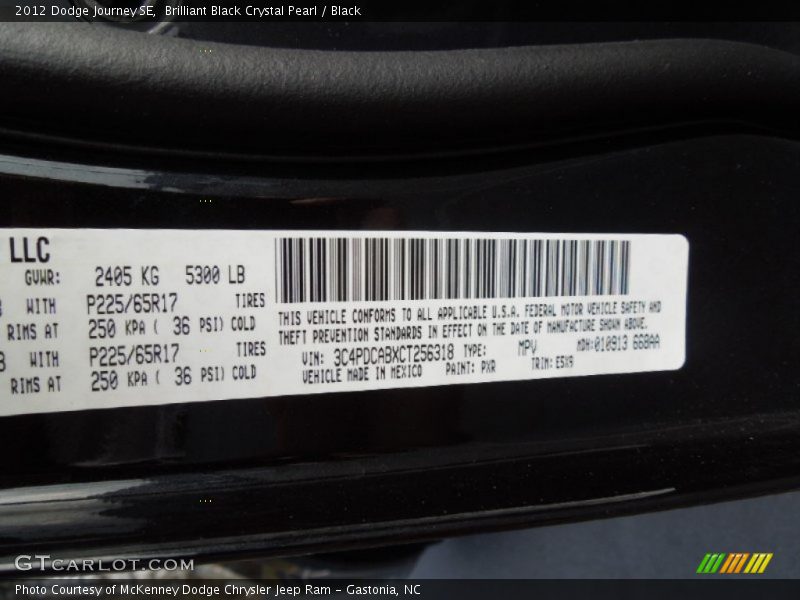 2012 Dodge Journey SE, Brilliant Black Crystal Pearl / Black
LLC
GVWR: 2405 KG 5300 LB
WITH P225/65R17 TIRES
RIMS AT 250 KPA ( 36 PSI) COLD
WITH P225/65R17 TIRES
RIMS AT 250 KPA ( 36 PSI) COLD
THIS VEHICLE CONFORMS TO ALL APPLICABLE U.S.A. FEDERAL MOTOR VEHICLE SAFETY AND
THEFT PREVENTION STANDARDS IN EFFECT ON THE DATE OF MANUFACTURE SHOWN ABOVE.
VIN: 3C4PDCABXCT256318 TYPE: MPV MDH:010913 668AA
VEHICLE MADE IN MEXICO PAINT: PXR TRIM: E5X9
GTCARLOT.COM
Photo Courtesy of McKenney Dodge Chrysler Jeep Ram – Gastonia, NC